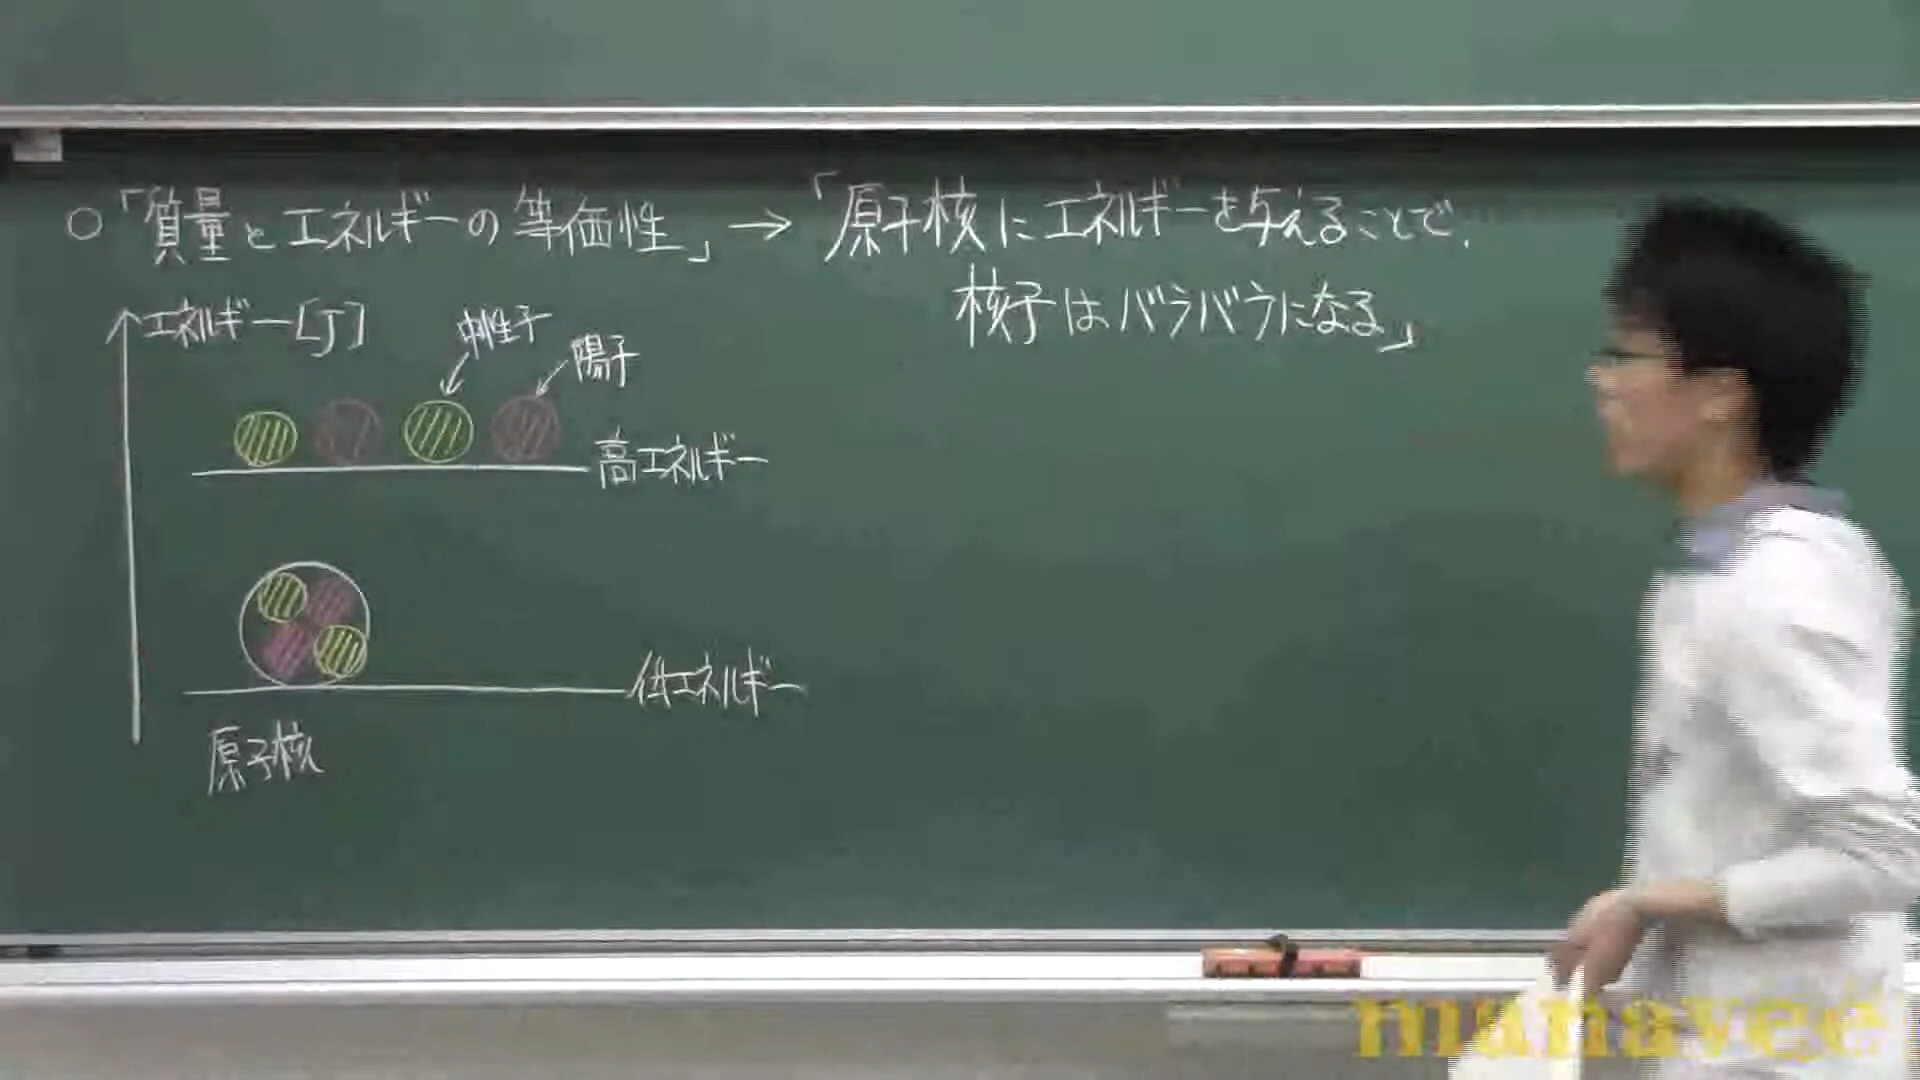 ○「質量とエネルギーの等価性」→「原子核にエネルギーを与えることで、
核子はバラバラになる」
エネルギー[J]
中性子
陽子
高エネルギー
低エネルギー
原子核
manavee